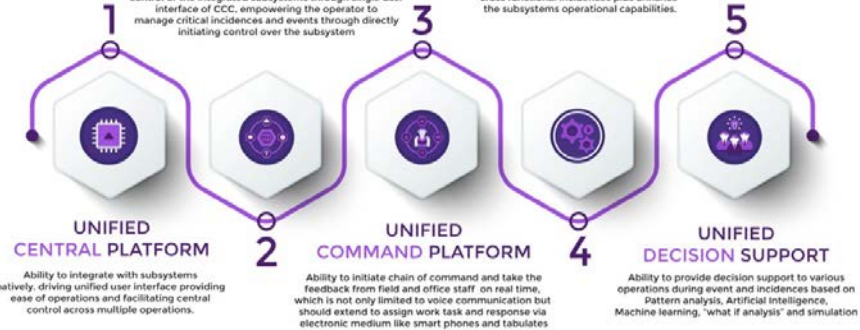 interface of CCC, empowering the operator to
manage critical incidences and events through directly
initiating control over the subsystem
the subsystems operational capabilities.
1
3
5
2
4
UNIFIED
CENTRAL PLATFORM
Ability to integrate with subsystems
natively, driving unified user interface providing
ease of operations and facilitating central
control across multiple operations.
UNIFIED
COMMAND PLATFORM
Ability to initiate chain of command and take the
feedback from field and office staff on real time,
which is not only limited to voice communication but
should extend to assign work task and response via
electronic medium like smart phones and tabulates
UNIFIED
DECISION SUPPORT
Ability to provide decision support to various
operations during event and incidences based on
Pattern analysis, Artificial Intelligence,
Machine learning, "what if analysis" and simulation